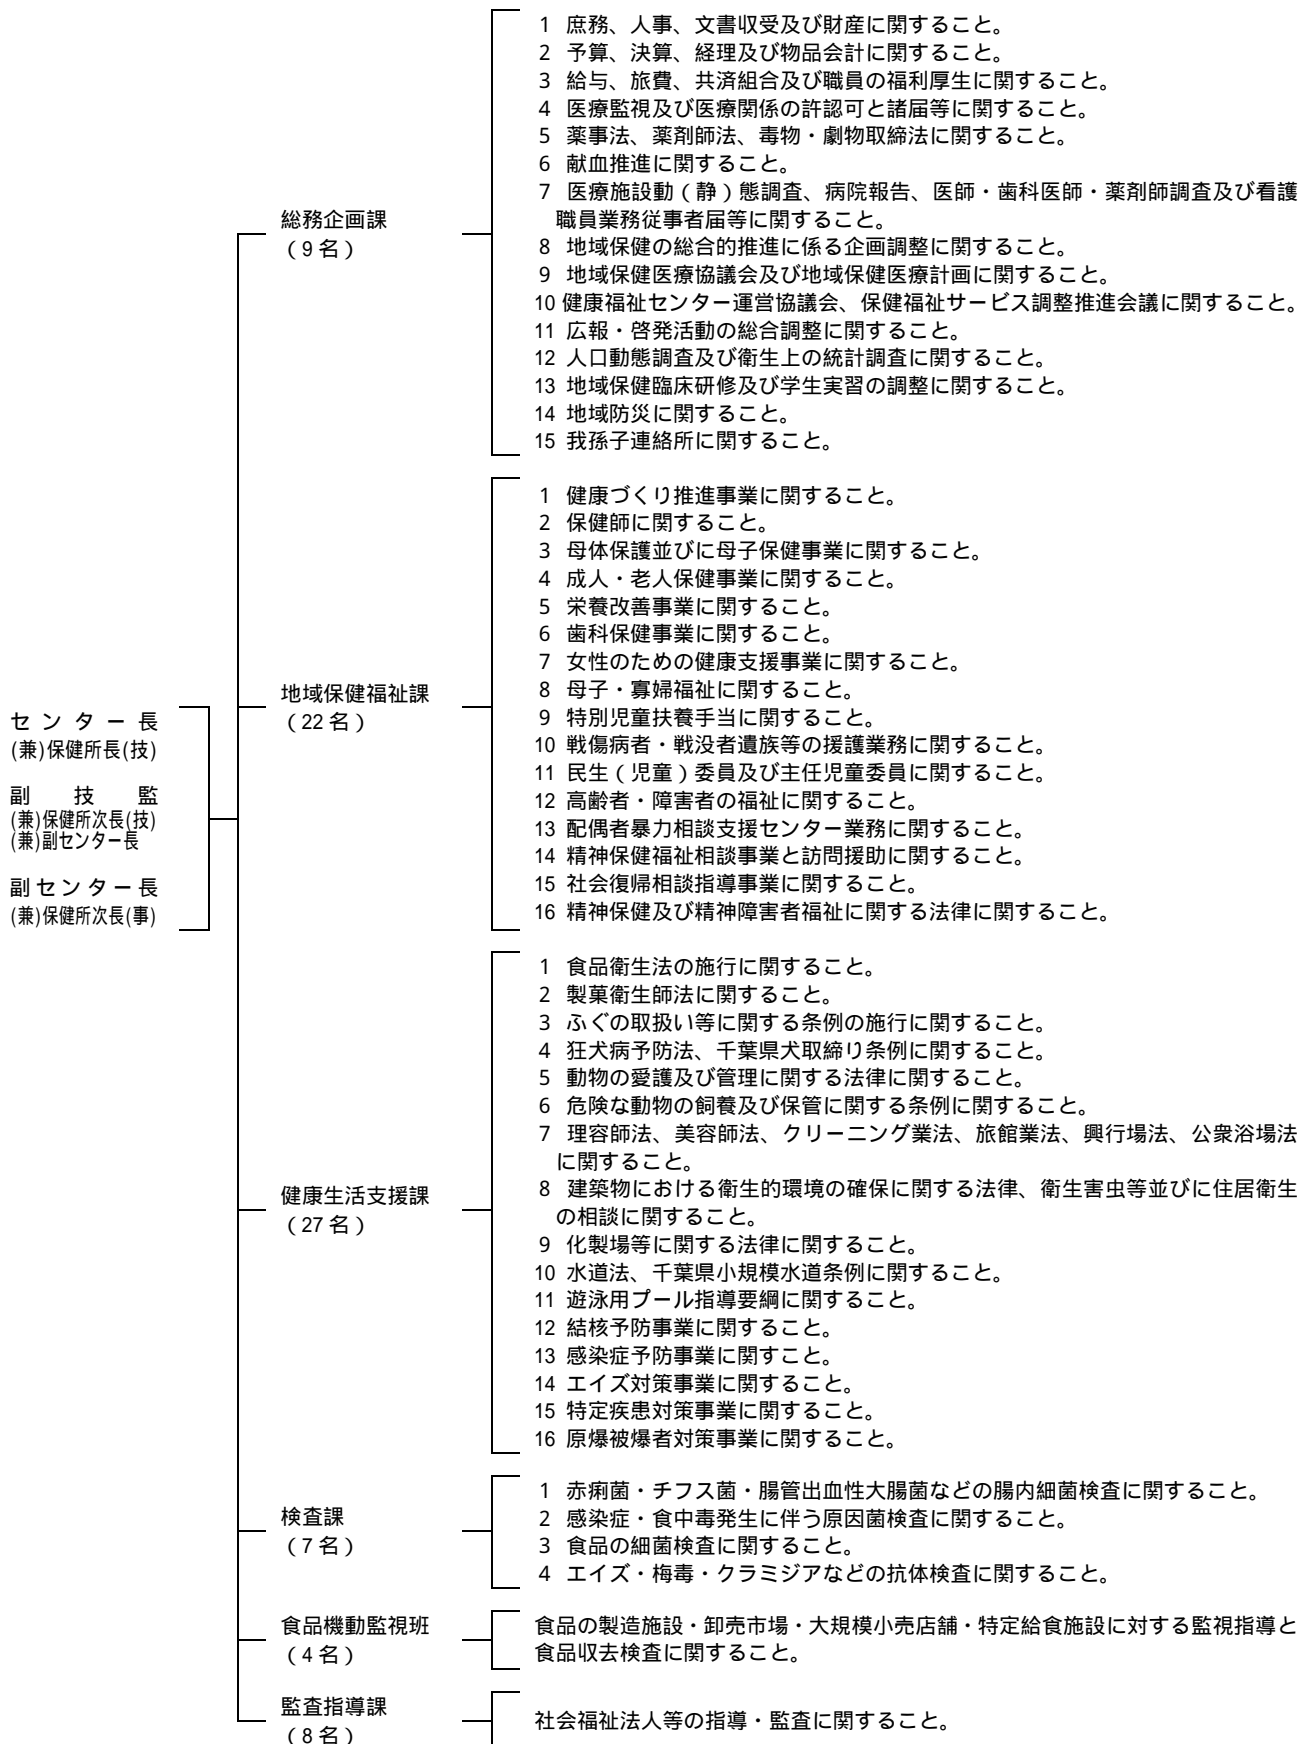 センター長
(兼)保健所長(技)
副技監
(兼)保健所次長(技)
(兼)副センター長
副センター長
(兼)保健所次長(事)
総務企画課
(9名)
1 庶務、人事、文書収受及び財産に関すること。
2 予算、決算、経理及び物品会計に関すること。
3 給与、旅費、共済組合及び職員の福利厚生に関すること。
4 医療監視及び医療関係の許認可と諸届等に関すること。
5 薬事法、薬剤師法、毒物・劇物取締法に関すること。
6 献血推進に関すること。
7 医療施設動(静)態調査、病院報告、医師・歯科医師・薬剤師調査及び看護
職員業務従事者届等に関すること。
8 地域保健の総合的推進に係る企画調整に関すること。
9 地域保健医療協議会及び地域保健医療計画に関すること。
10 健康福祉センター運営協議会、保健福祉サービス調整推進会議に関すること。
11 広報・啓発活動の総合調整に関すること。
12 人口動態調査及び衛生上の統計調査に関すること。
13 地域保健臨床研修及び学生実習の調整に関すること。
14 地域防災に関すること。
15 我孫子連絡所に関すること。
地域保健福祉課
(22名)
1 健康づくり推進事業に関すること。
2 保健師に関すること。
3 母体保護並びに母子保健事業に関すること。
4 成人・老人保健事業に関すること。
5 栄養改善事業に関すること。
6 歯科保健事業に関すること。
7 女性のための健康支援事業に関すること。
8 母子・寡婦福祉に関すること。
9 特別児童扶養手当に関すること。
10 戦傷病者・戦没者遺族等の援護業務に関すること。
11 民生(児童)委員及び主任児童委員に関すること。
12 高齢者・障害者の福祉に関すること。
13 配偶者暴力相談支援センター業務に関すること。
14 精神保健福祉相談事業と訪問援助に関すること。
15 社会復帰相談指導事業に関すること。
16 精神保健及び精神障害者福祉に関する法律に関すること。
健康生活支援課
(27名)
1 食品衛生法の施行に関すること。
2 製菓衛生師法に関すること。
3 ふぐの取扱い等に関する条例の施行に関すること。
4 狂犬病予防法、千葉県犬取締り条例に関すること。
5 動物の愛護及び管理に関する法律に関すること。
6 危険な動物の飼養及び保管に関する条例に関すること。
7 理容師法、美容師法、クリーニング業法、旅館業法、興行場法、公衆浴場法
に関すること。
8 建築物における衛生的環境の確保に関する法律、衛生害虫等並びに住居衛生
の相談に関すること。
9 化製場等に関する法律に関すること。
10 水道法、千葉県小規模水道条例に関すること。
11 遊泳用プール指導要綱に関すること。
12 結核予防事業に関すること。
13 感染症予防事業に関すこと。
14 エイズ対策事業に関すること。
15 特定疾患対策事業に関すること。
16 原爆被爆者対策事業に関すること。
検査課
(7名)
1 赤痢菌・チフス菌・腸管出血性大腸菌などの腸内細菌検査に関すること。
2 感染症・食中毒発生に伴う原因菌検査に関すること。
3 食品の細菌検査に関すること。
4 エイズ・梅毒・クラミジアなどの抗体検査に関すること。
食品機動監視班
(4名)
食品の製造施設・卸売市場・大規模小売店舗・特定給食施設に対する監視指導と
食品収去検査に関すること。
監査指導課
(8名)
社会福祉法人等の指導・監査に関すること。